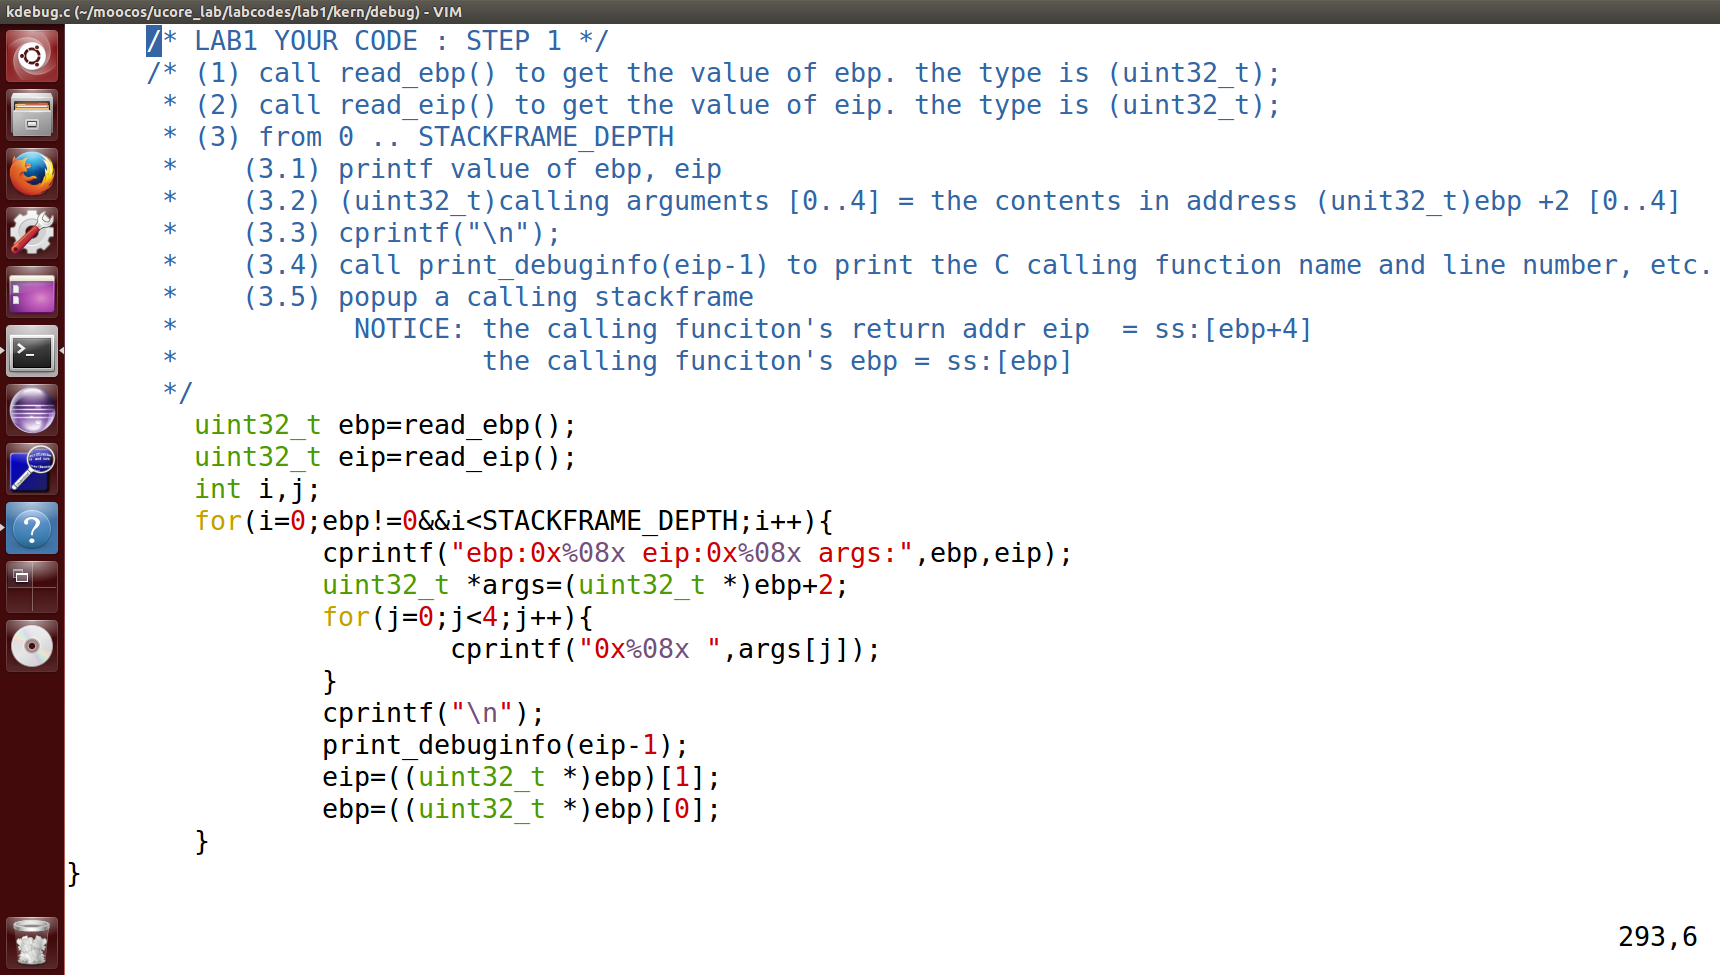 kdebug.c (~/moocos/ucore_lab/labcodes/lab1/kern/debug) - VIM
/* LAB1 YOUR CODE : STEP 1 */
/* (1) call read_ebp() to get the value of ebp. the type is (uint32_t);
 * (2) call read_eip() to get the value of eip. the type is (uint32_t);
 * (3) from 0 .. STACKFRAME_DEPTH
 *    (3.1) printf value of ebp, eip
 *    (3.2) (uint32_t)calling arguments [0..4] = the contents in address (unit32_t)ebp +2 [0..4]
 *    (3.3) cprintf("\n");
 *    (3.4) call print_debuginfo(eip-1) to print the C calling function name and line number, etc.
 *    (3.5) popup a calling stackframe
 *           NOTICE: the calling funciton's return addr eip  = ss:[ebp+4]
 *                   the calling funciton's ebp = ss:[ebp]
 */
uint32_t ebp=read_ebp();
uint32_t eip=read_eip();
int i,j;
for(i=0;ebp!=0&&i<STACKFRAME_DEPTH;i++){
cprintf("ebp:0x%08x eip:0x%08x args:",ebp,eip);
uint32_t *args=(uint32_t *)ebp+2;
for(j=0;j<4;j++){
cprintf("0x%08x ",args[j]);
}
cprintf("\n");
print_debuginfo(eip-1);
eip=((uint32_t *)ebp)[1];
ebp=((uint32_t *)ebp)[0];
}
}
293,6